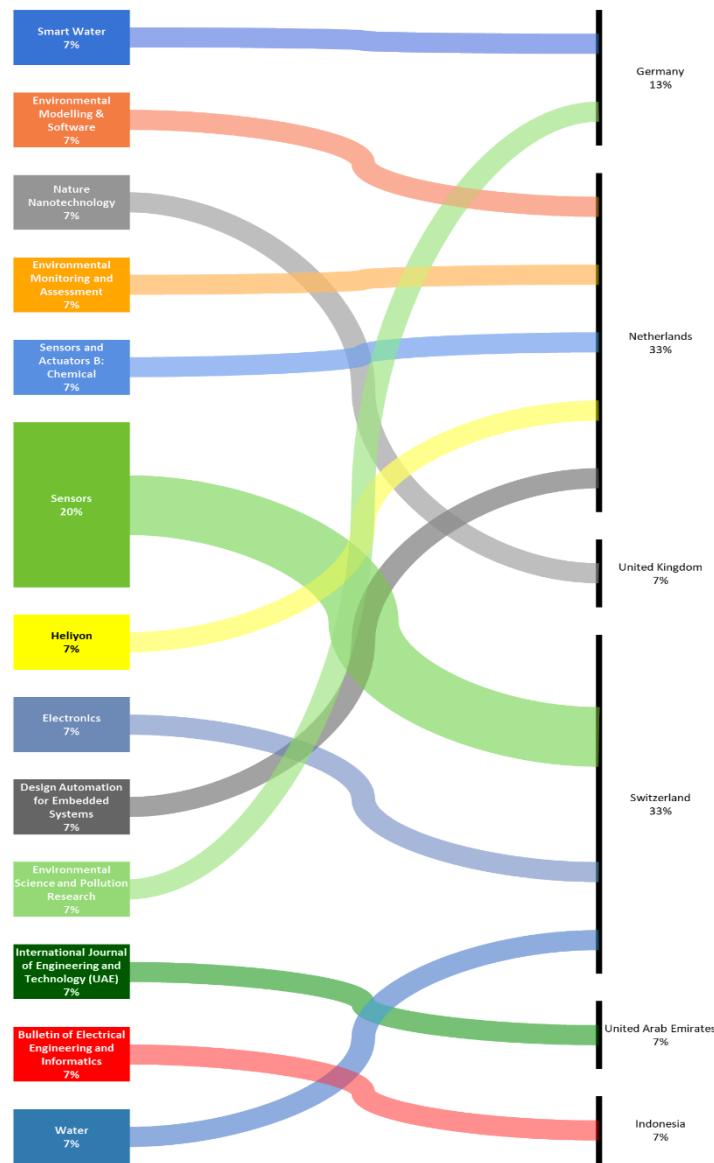 Smart Water
7%
Environmental
Modelling &
Software
7%
Nature
Nanotechnology
7%
Environmental
Monitoring and
Assessment
7%
Sensors and
Actuators B:
Chemical
7%
Sensors
20%
Heliyon
7%
Electronics
7%
Design Automation
for Embedded
Systems
7%
Environmental
Science and Pollution
Research
7%
International Journal
of Engineering and
Technology (UAE)
7%
Bulletin of Electrical
Engineering and
Informatics
7%
Water
7%
Germany
13%
Netherlands
33%
United Kingdom
7%
Switzerland
33%
United Arab Emirates
7%
Indonesia
7%